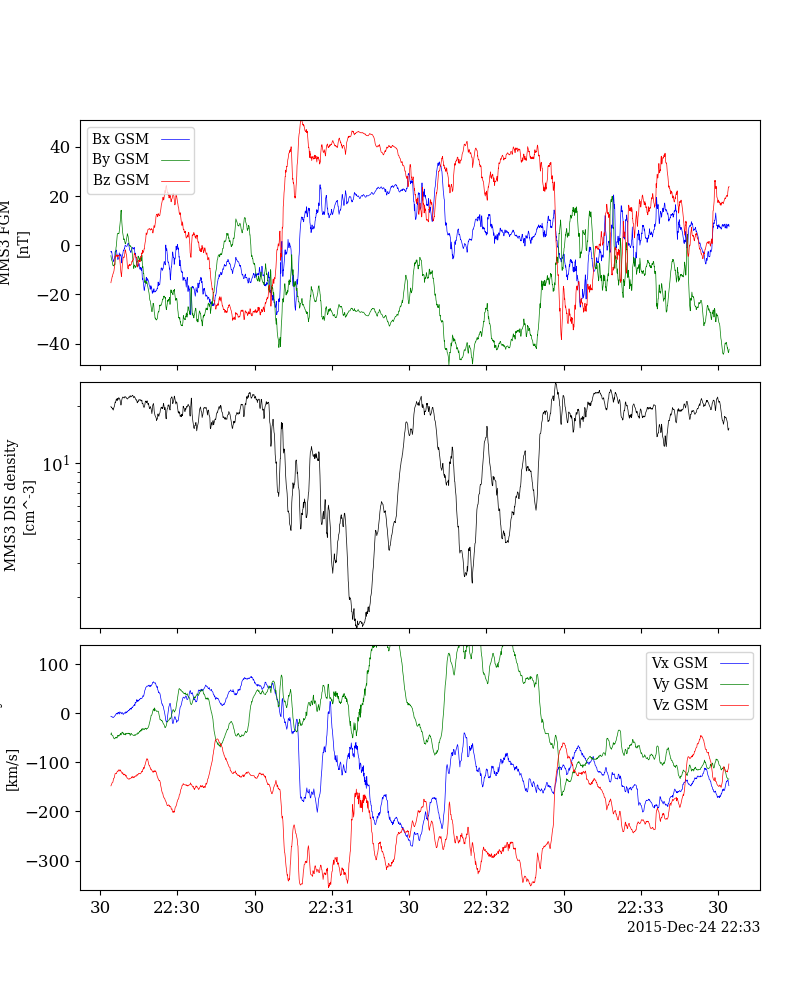 Bx GSM
By GSM
Bz GSM
40
20
0
−20
−40
MMS3 FGM
[nT]
10^1
MMS3 DIS density
[cm^-3]
Vx GSM
Vy GSM
Vz GSM
100
0
−100
−200
−300
[km/s]
30 22:30 30 22:31 30 22:32 30 22:33 30
2015-Dec-24 22:33